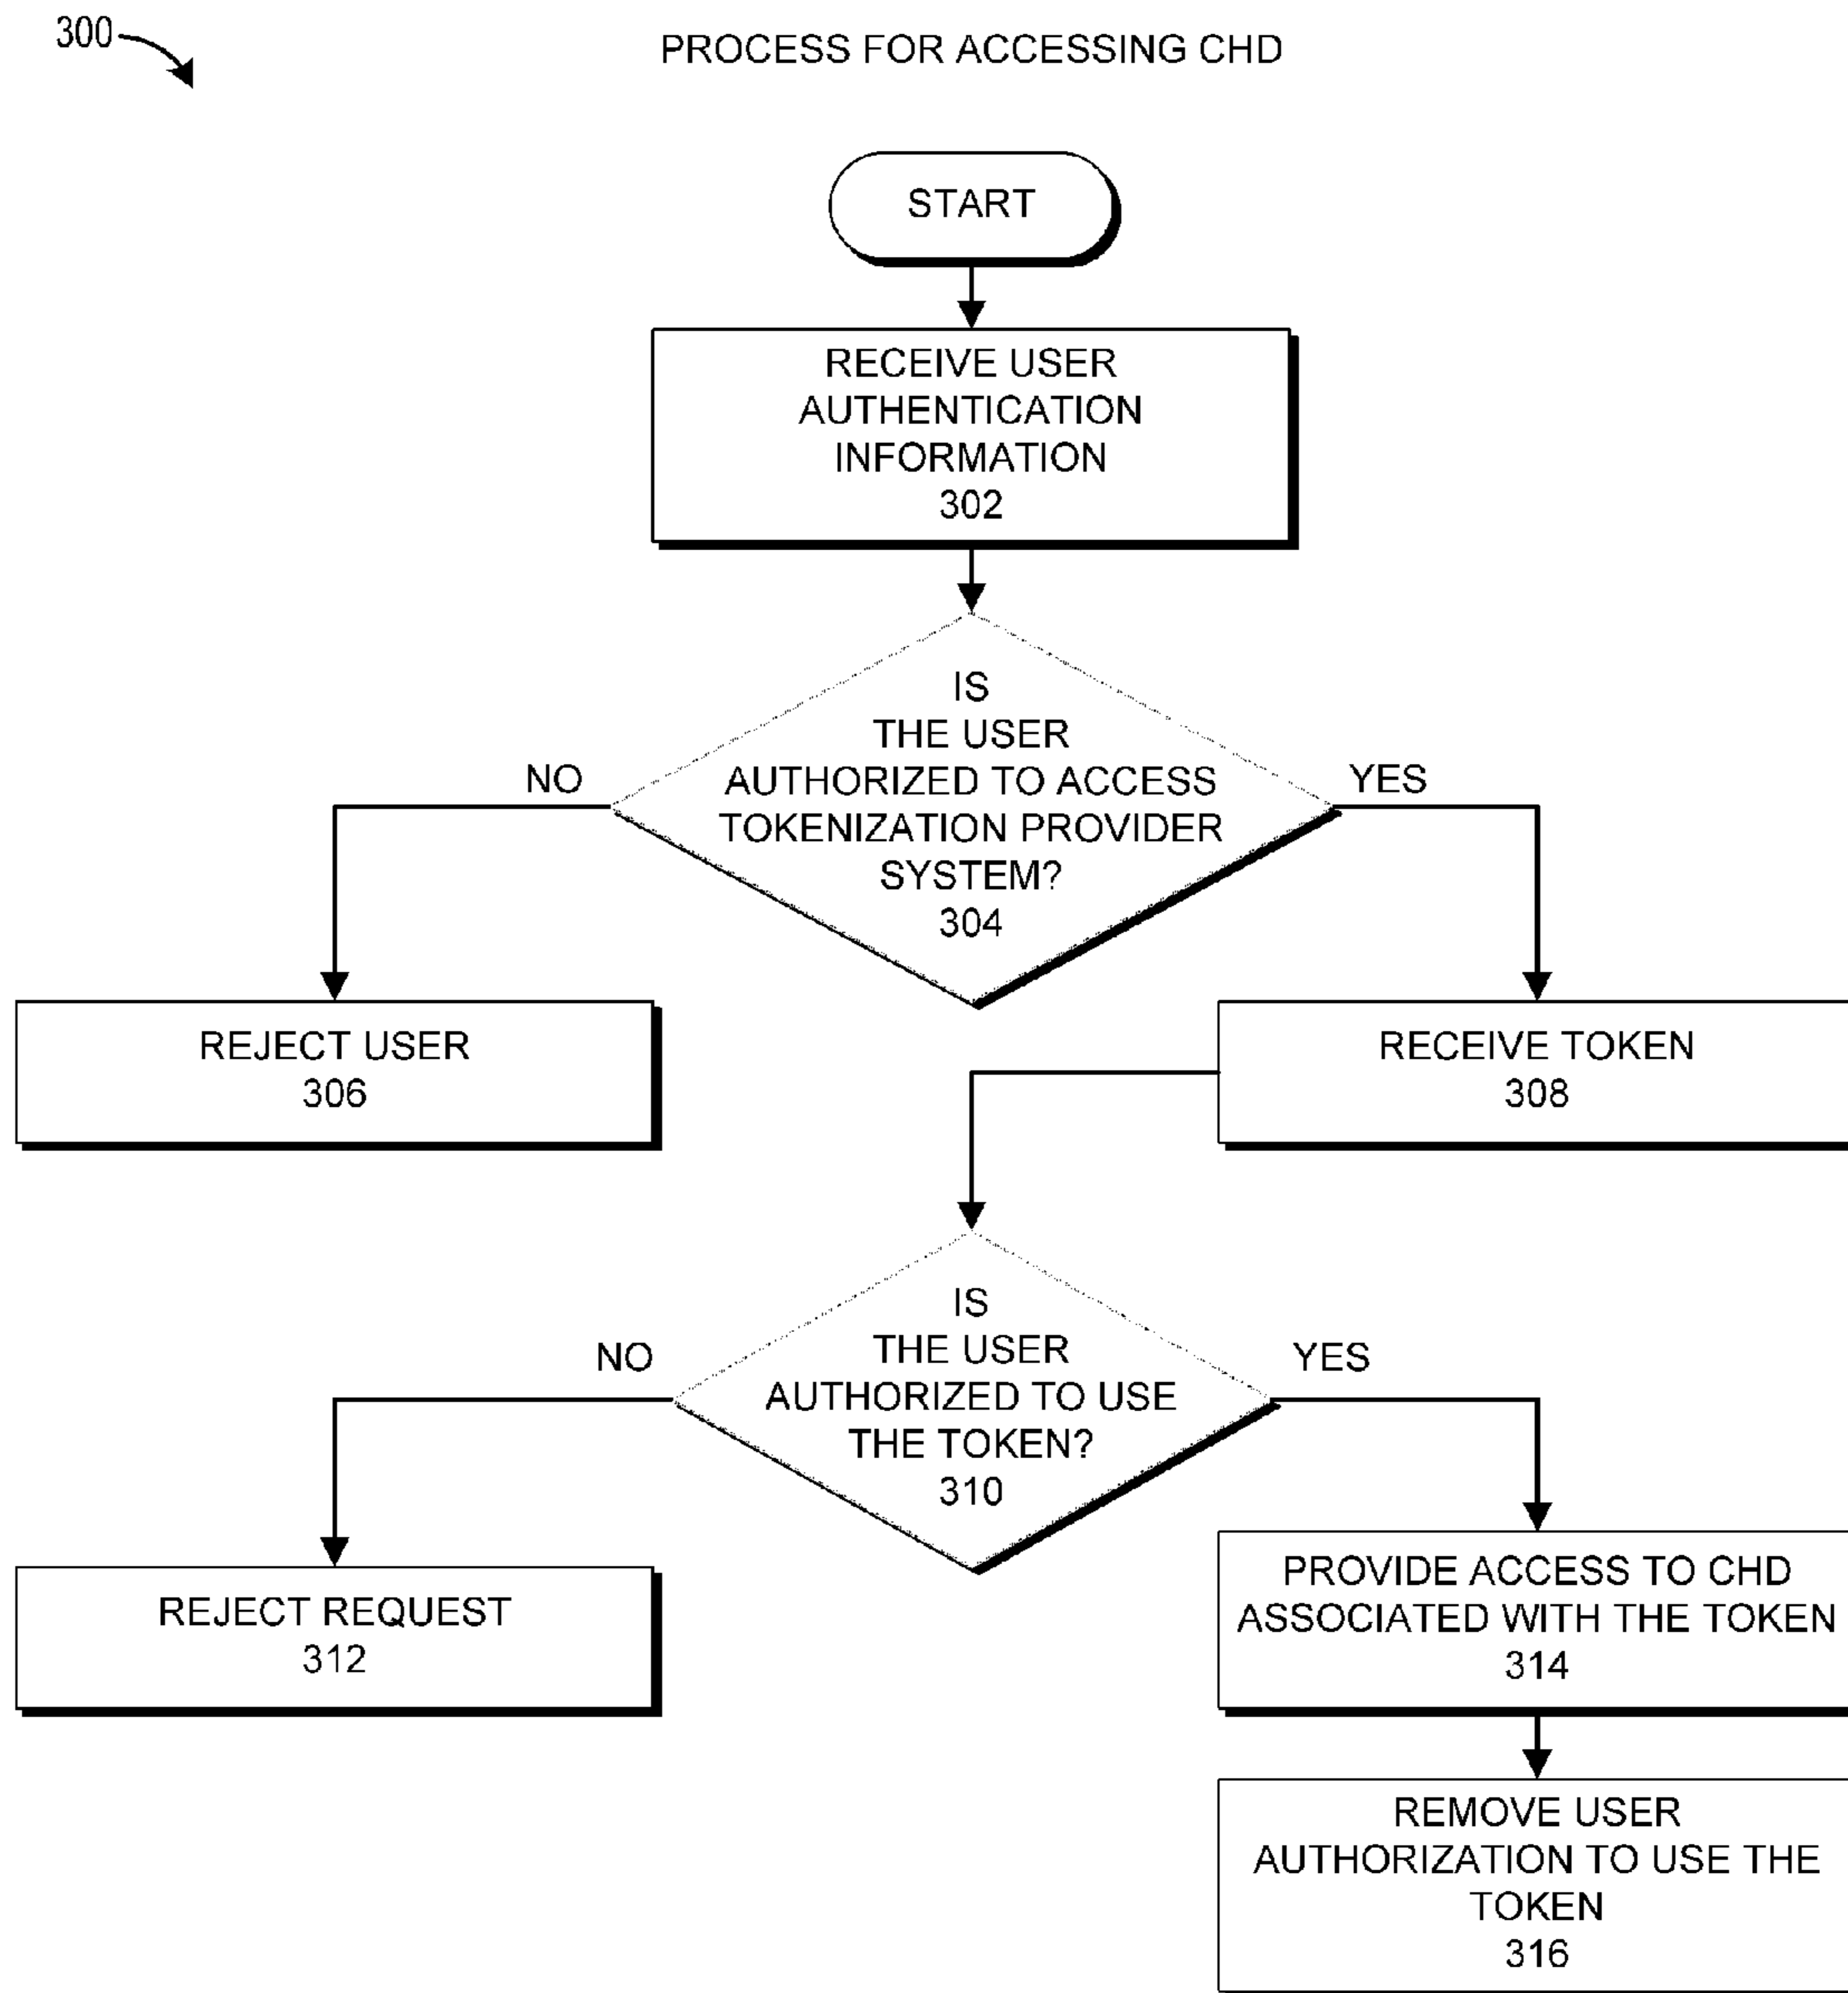 300
PROCESS FOR ACCESSING CHD
START
RECEIVE USER
AUTHENTICATION
INFORMATION
302
IS
THE USER
AUTHORIZED TO ACCESS
TOKENIZATION PROVIDER
SYSTEM?
304
NO
YES
REJECT USER
306
RECEIVE TOKEN
308
IS
THE USER
AUTHORIZED TO USE
THE TOKEN?
310
NO
YES
REJECT REQUEST
312
PROVIDE ACCESS TO CHD
ASSOCIATED WITH THE TOKEN
314
REMOVE USER
AUTHORIZATION TO USE THE
TOKEN
316